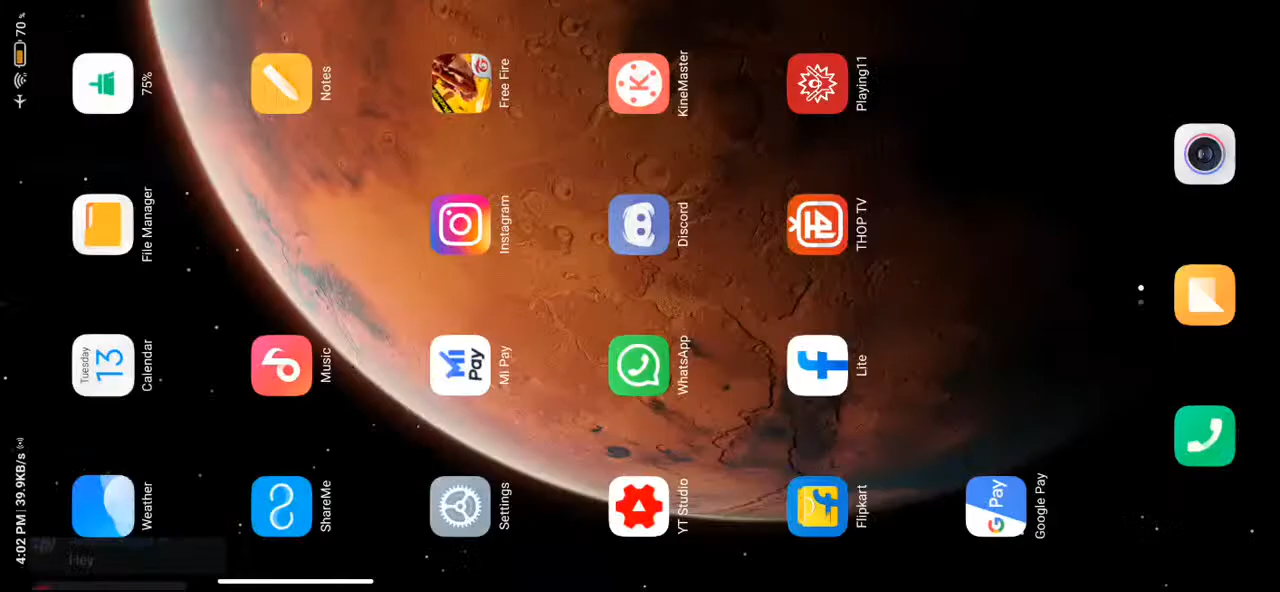 4:02 PM | 39.9KB/s 70 %
Tuesday
13
Weather Calendar File Manager 75%
ShareMe Music Notes
Mi
Pay
Settings Mi Pay Instagram Free Fire
YT Studio WhatsApp Discord KineMaster
Flipkart Lite THOP TV Playing11
G Pay
Google Pay
Hey